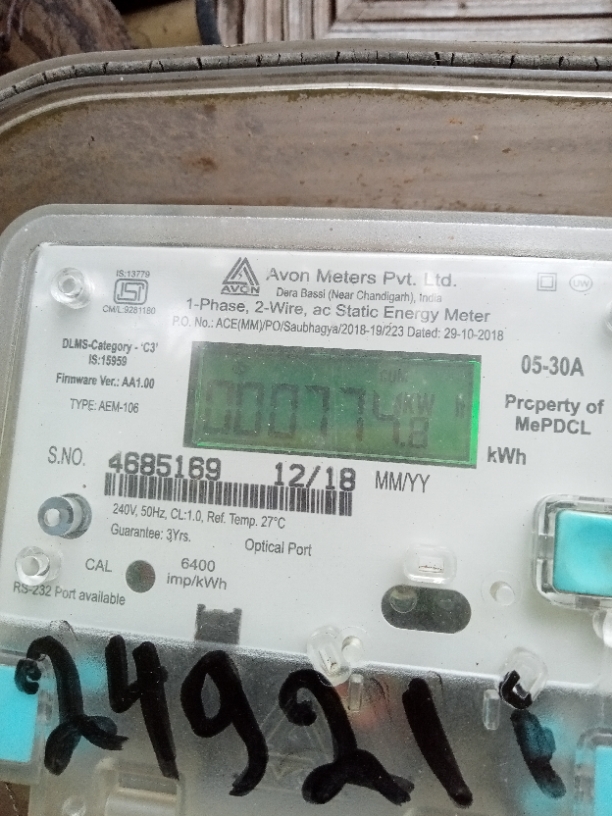 IS:13779
ISI
CM/L:9281180
AVON
Avon Meters Pvt. Ltd.
Dera Bassi (Near Chandigarh), India
1-Phase, 2-Wire, ac Static Energy Meter
P.O. No.: ACE(MM)/PO/Saubhagya/2018-19/223 Dated: 29-10-2018
DLMS-Category - 'C3'
IS:15959
Firmware Ver.: AA1.00
TYPE: AEM-106
05-30A
Property of
MePDCL
000774.8
kWh
S.NO. 4685169 12/18 MM/YY
240V, 50Hz, CL:1.0, Ref. Temp. 27°C
Guarantee: 3Yrs.
Optical Port
CAL 6400
imp/kWh
RS-232 Port available
24921